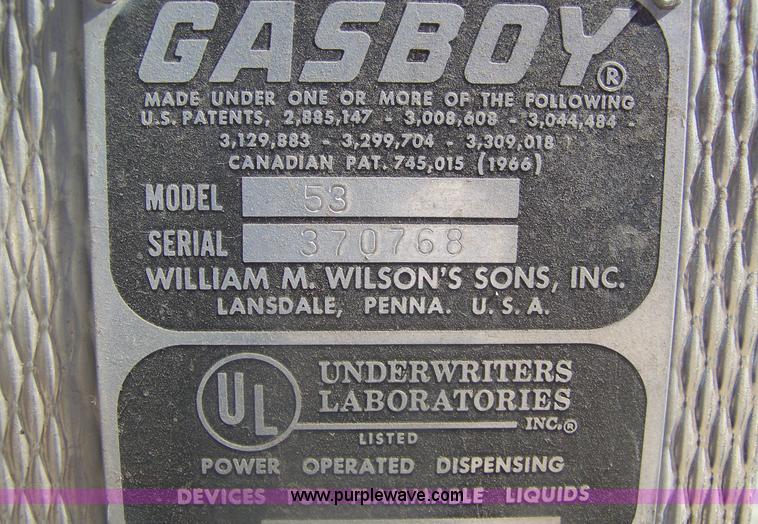 GASBOY®
MADE UNDER ONE OR MORE OF THE FOLLOWING
U.S. PATENTS, 2,885,147 - 3,008,608 - 3,044,484 -
3,129,883 - 3,299,704 - 3,309,018
CANADIAN PAT. 745,015 (1966)
MODEL 53
SERIAL 370768
WILLIAM M. WILSON'S SONS, INC.
LANSDALE, PENNA. U.S.A.
UL
UNDERWRITERS
LABORATORIES
INC.®
LISTED
POWER OPERATED DISPENSING
DEVICES LIQUIDS
www.purplewave.com